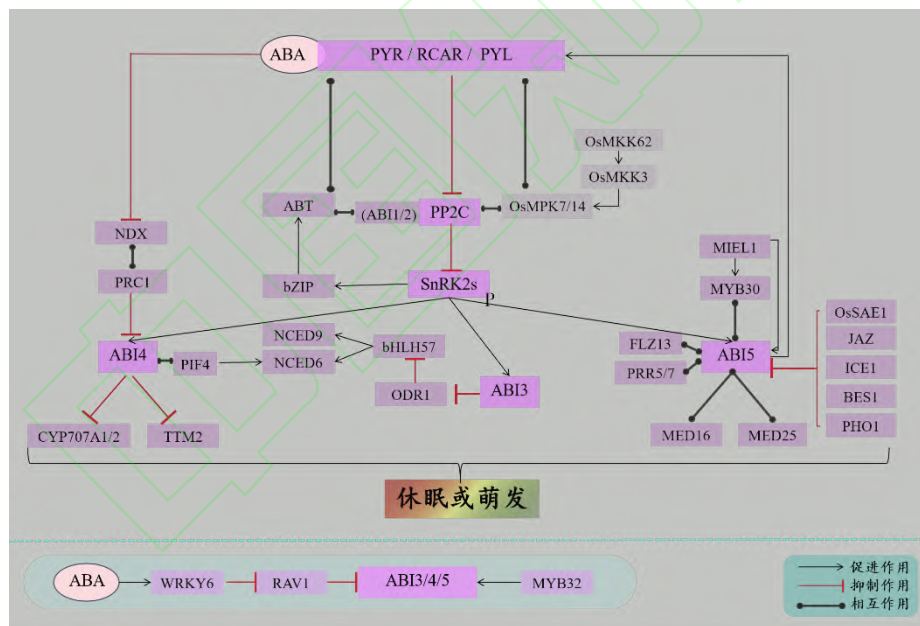 ABA PYR / RCAR / PYL
OsMKK62
OsMKK3
ABT (ABI1/2) PP2C OsMPK7/14
NDX
MIEL1
PRC1 bZIP SnRK2s
P
MYB30
NCED9
OsSAE1
ABI4 PIF4 NCED6 bHLH57
FLZ13 ABI5
JAZ
PRR5/7
ICE1
ODR1 ABI3
BES1
CYP707A1/2 TTM2
MED16 MED25
PHO1
休眠或萌发
ABA WRKY6 RAV1 ABI3/4/5 MYB32
促进作用
抑制作用
相互作用